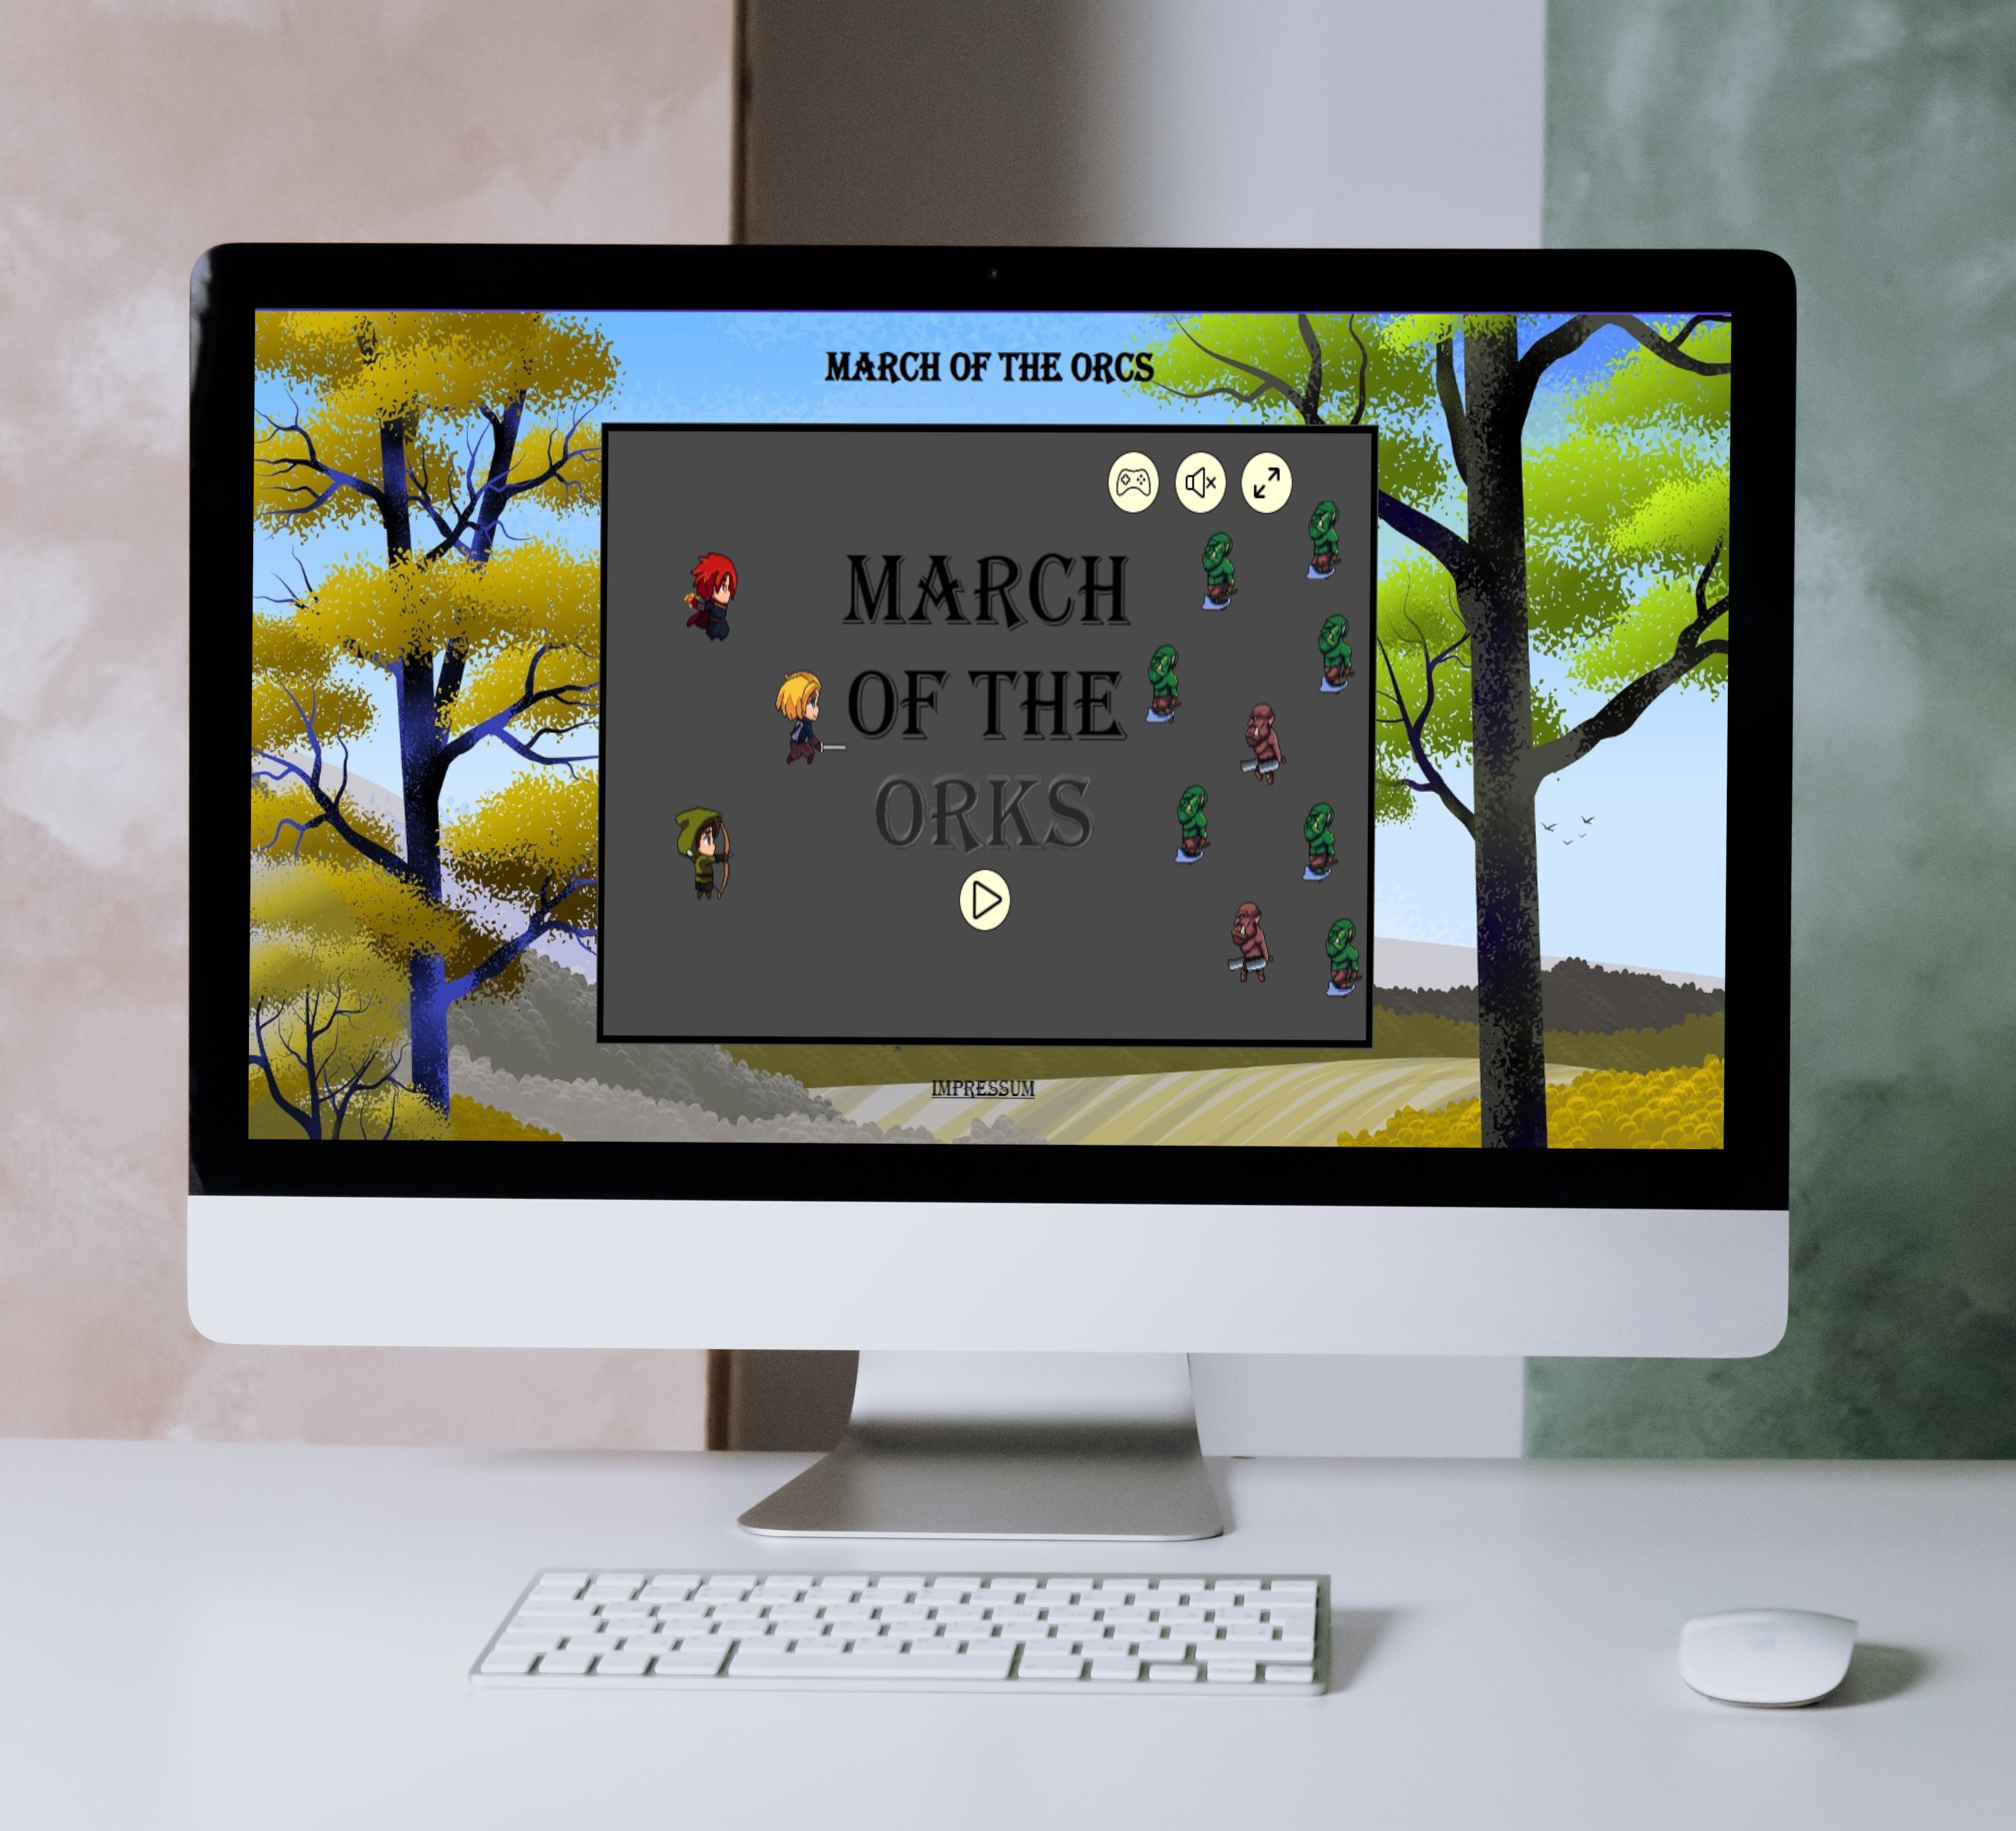 MARCH OF THE ORCS
MARCH
OF THE
ORKS
IMPRESSUM